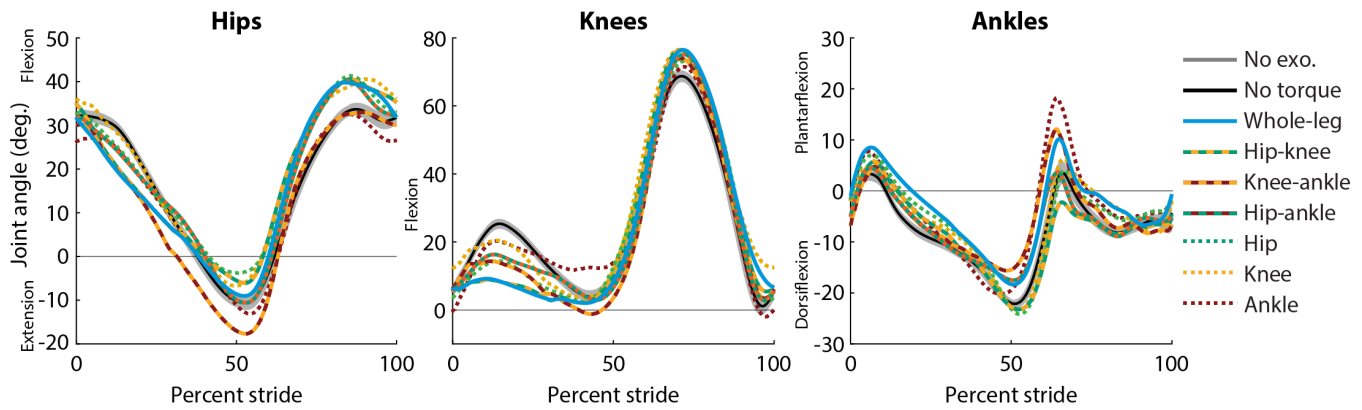 Hips
Joint angle (deg.)
Flexion
Extension
50
40
30
20
10
0
-10
-20
0
50
100
Percent stride
Knees
Flexion
80
60
40
20
0
0
50
100
Percent stride
Ankles
Plantarflexion
Dorsiflexion
30
20
10
0
-10
-20
-30
0
50
100
Percent stride
No exo.
No torque
Whole-leg
Hip-knee
Knee-ankle
Hip-ankle
Hip
Knee
Ankle